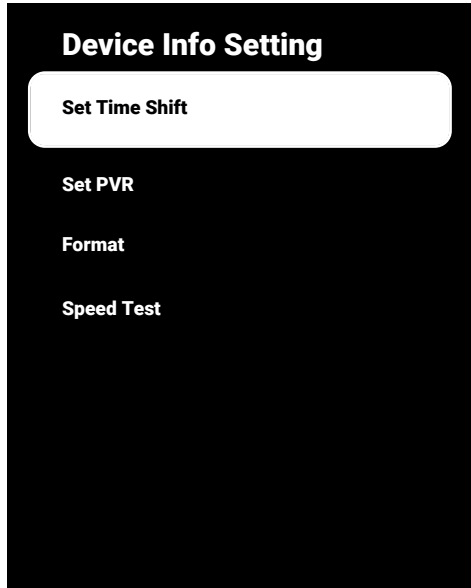 Device Info Setting
Set Time Shift
Set PVR
Format
Speed Test